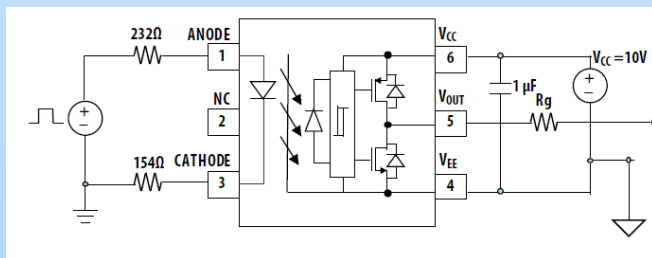 232Ω
ANODE
1
NC
2
154Ω
CATHODE
3
VCC
6
VCC =10V
1 µF
VOUT
Rg
5
VEE
4
+
−
+
−